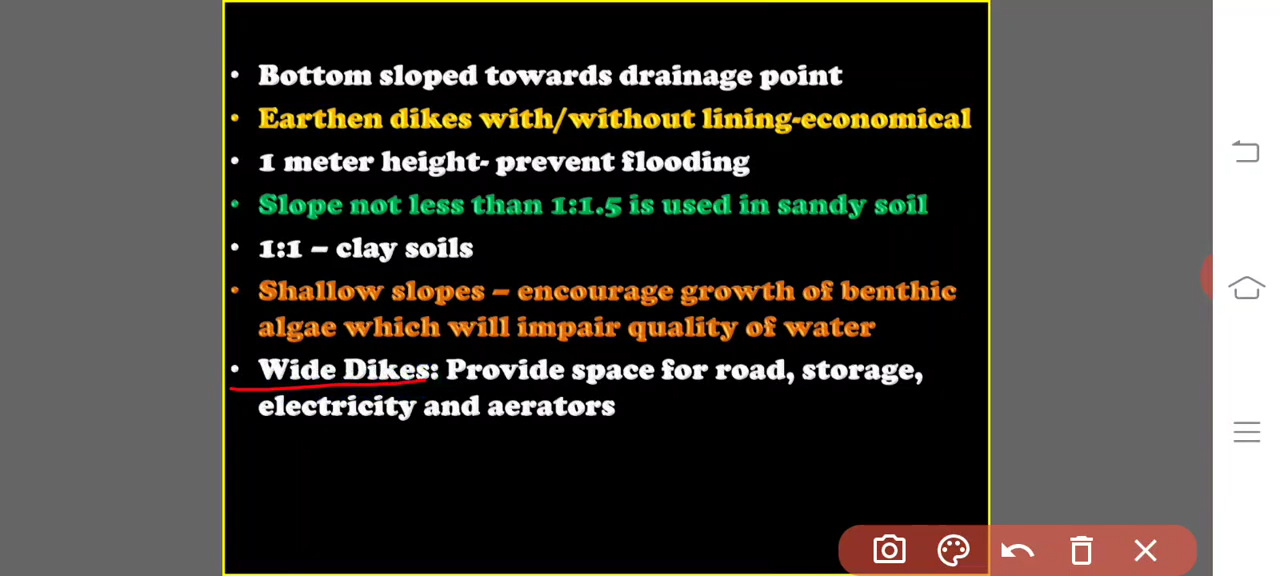 • Bottom sloped towards drainage point
• Earthen dikes with/without lining-economical
• 1 meter height- prevent flooding
• Slope not less than 1:1.5 is used in sandy soil
• 1:1 – clay soils
• Shallow slopes – encourage growth of benthic
algae which will impair quality of water
• Wide Dikes: Provide space for road, storage,
electricity and aerators